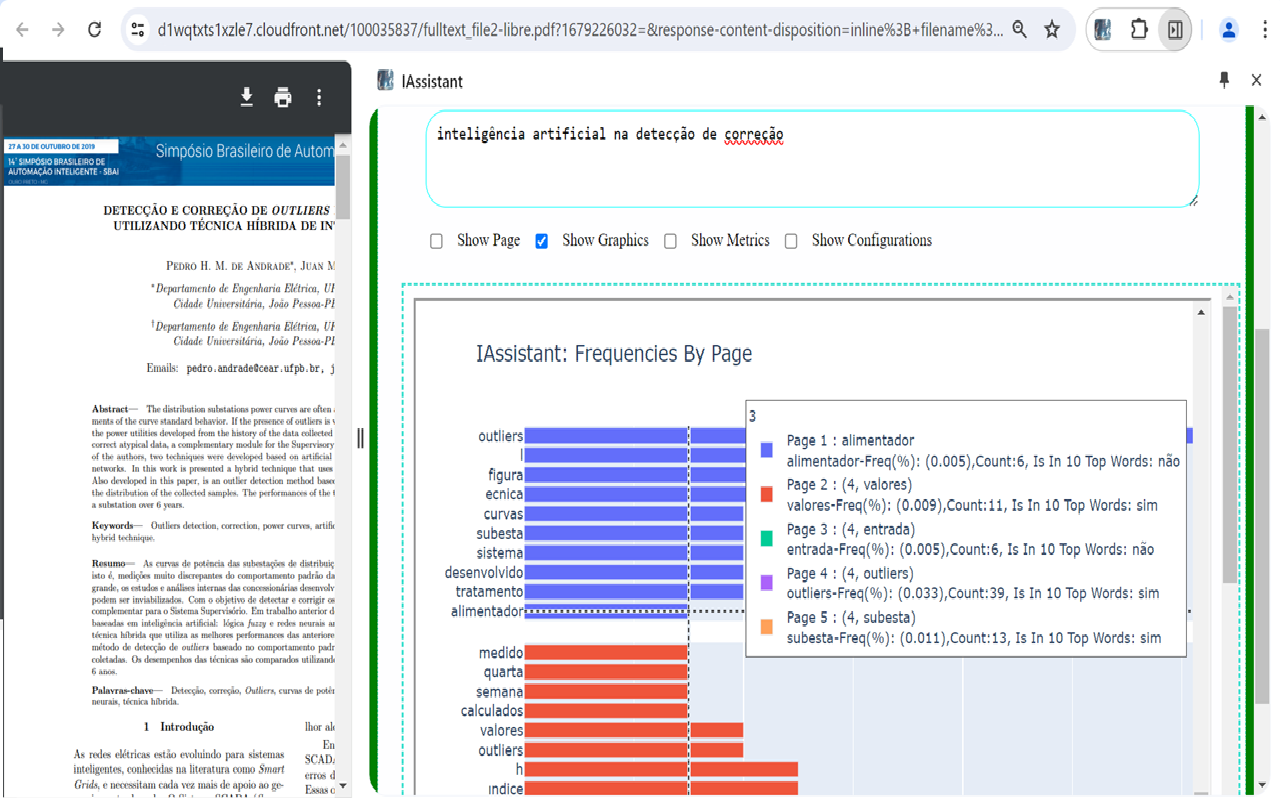 d1wqtxts1xzle7.cloudfront.net/100035837/fulltext_file2-libre.pdf?1679226032=&response-content-disposition=inline%3B+filename%3...
27 A 30 DE OUTUBRO DE 2019
14º SIMPÓSIO BRASILEIRO DE
AUTOMAÇÃO INTELIGENTE - SBAI
Simpósio Brasileiro de Autom
DETECÇÃO E CORREÇÃO DE OUTLIERS
UTILIZANDO TÉCNICA HÍBRIDA DE IN
Pedro H. M. de Andrade*, Juan M
*Departamento de Engenharia Elétrica, UF
Cidade Universitária, João Pessoa-PB
†Departamento de Engenharia Elétrica, UF
Cidade Universitária, João Pessoa-PB
Emails: pedro.andrade@cear.ufpb.br, j
Abstract— The distribution substations power curves are often
ments of the curve standard behavior. If the presence of outliers is
the power utilities developed from the history of the data collected
correct atypical data, a complementary module for the Supervisory
of the authors, two techniques were developed based on artificial
networks. In this work is presented a hybrid technique that uses
Also developed in this paper, is an outlier detection method base
the distribution of the collected samples. The performances of the t
a substation over 6 years.
Keywords— Outliers detection, correction, power curves, artific
hybrid technique.
Resumo— As curvas de potência das subestações de distribuiç
isto é, medições muito discrepantes do comportamento padrão da
grande, os estudos e análises internas das concessionárias desenvolv
podem ser inviabilizados. Com o objetivo de detectar e corrigir os
complementar para o Sistema Supervisório. Em trabalho anterior d
baseadas em inteligência artificial: lógica fuzzy e redes neurais ar
técnica híbrida que utiliza as melhores performances das anteriore
método de detecção de outliers baseado no comportamento padr
coletadas. Os desempenhos das técnicas são comparados utilizand
6 anos.
Palavras-chave— Detecção, correção, Outliers, curvas de potên
neurais, técnica híbrida.
1 Introdução
As redes elétricas estão evoluindo para sistemas
inteligentes, conhecidas na literatura como Smart
Grids, e necessitam cada vez mais de apoio ao ge-
lhor alc
En
SCADA
erros d
Essas o
IAssistant
inteligência artificial na detecção de correção
Show Page Show Graphics Show Metrics Show Configurations
IAssistant: Frequencies By Page
outliers
l
figura
ecnica
curvas
subesta
sistema
desenvolvido
tratamento
alimentador
medido
quarta
semana
calculados
valores
outliers
h
indice
3
Page 1 : alimentador
alimentador-Freq(%): (0.005),Count:6, Is In 10 Top Words: não
Page 2 : (4, valores)
valores-Freq(%): (0.009),Count:11, Is In 10 Top Words: sim
Page 3 : (4, entrada)
entrada-Freq(%): (0.005),Count:6, Is In 10 Top Words: não
Page 4 : (4, outliers)
outliers-Freq(%): (0.033),Count:39, Is In 10 Top Words: sim
Page 5 : (4, subesta)
subesta-Freq(%): (0.011),Count:13, Is In 10 Top Words: sim